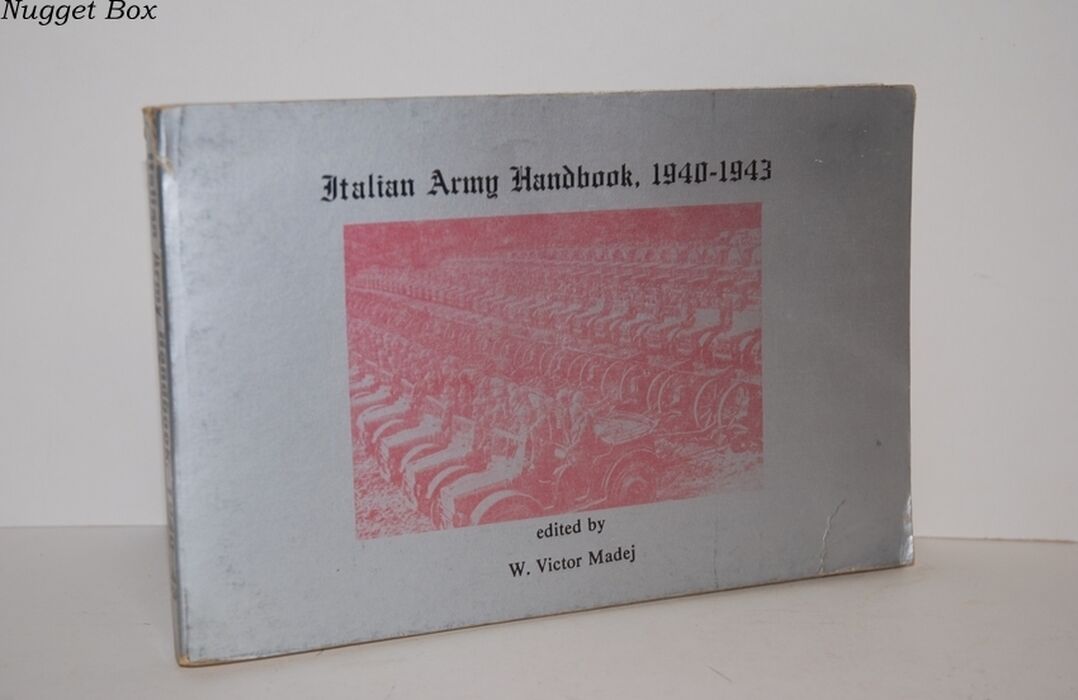 Nugget Box
Italian Army Handbook, 1940-1943
edited by
W. Victor Madej